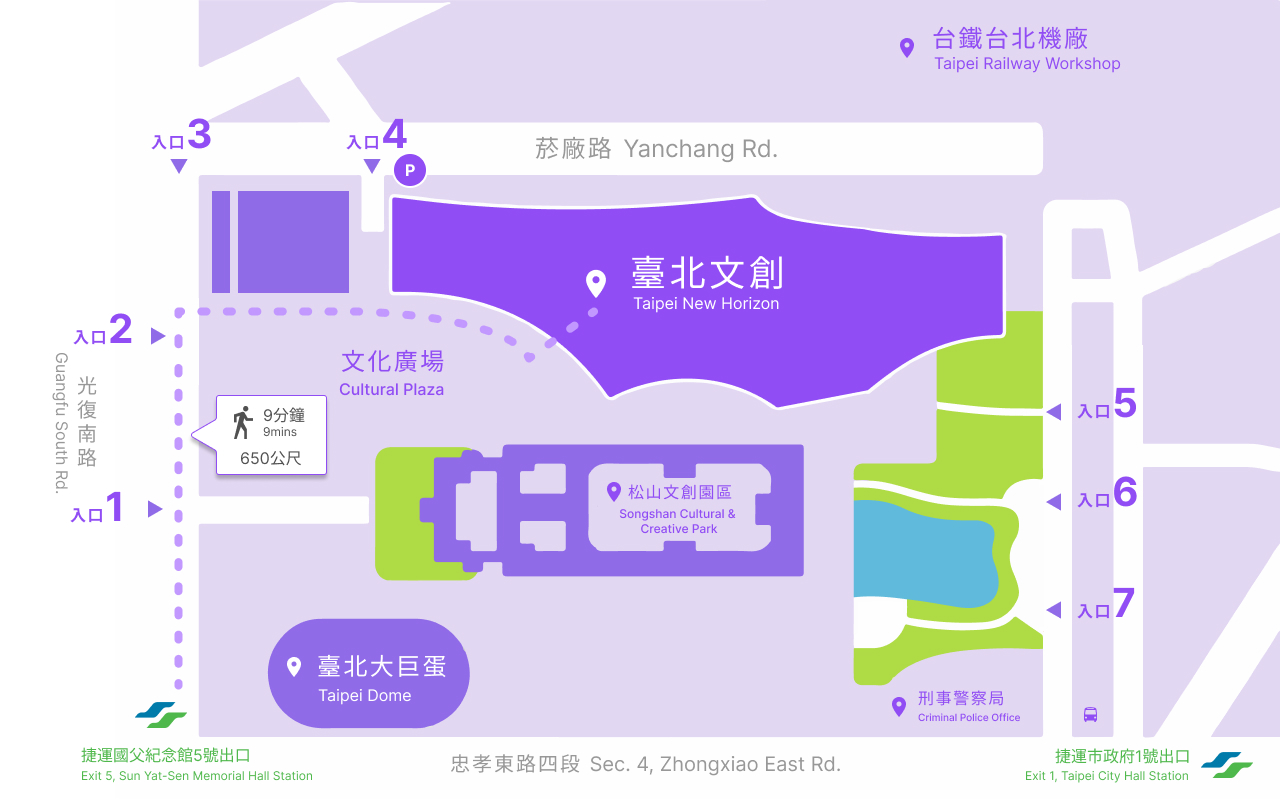 台鐵台北機廠
Taipei Railway Workshop
入口3
入口4
P
菸廠路 Yanchang Rd.
臺北文創
Taipei New Horizon
入口2
文化廣場
Cultural Plaza
光復南路
Guangfu South Rd.
9分鐘
9mins
650公尺
入口5
入口1
松山文創園區
Songshan Cultural &
Creative Park
入口6
入口7
臺北大巨蛋
Taipei Dome
刑事警察局
Criminal Police Office
捷運國父紀念館5號出口
Exit 5, Sun Yat-Sen Memorial Hall Station
忠孝東路四段 Sec. 4, Zhongxiao East Rd.
捷運市政府1號出口
Exit 1, Taipei City Hall Station